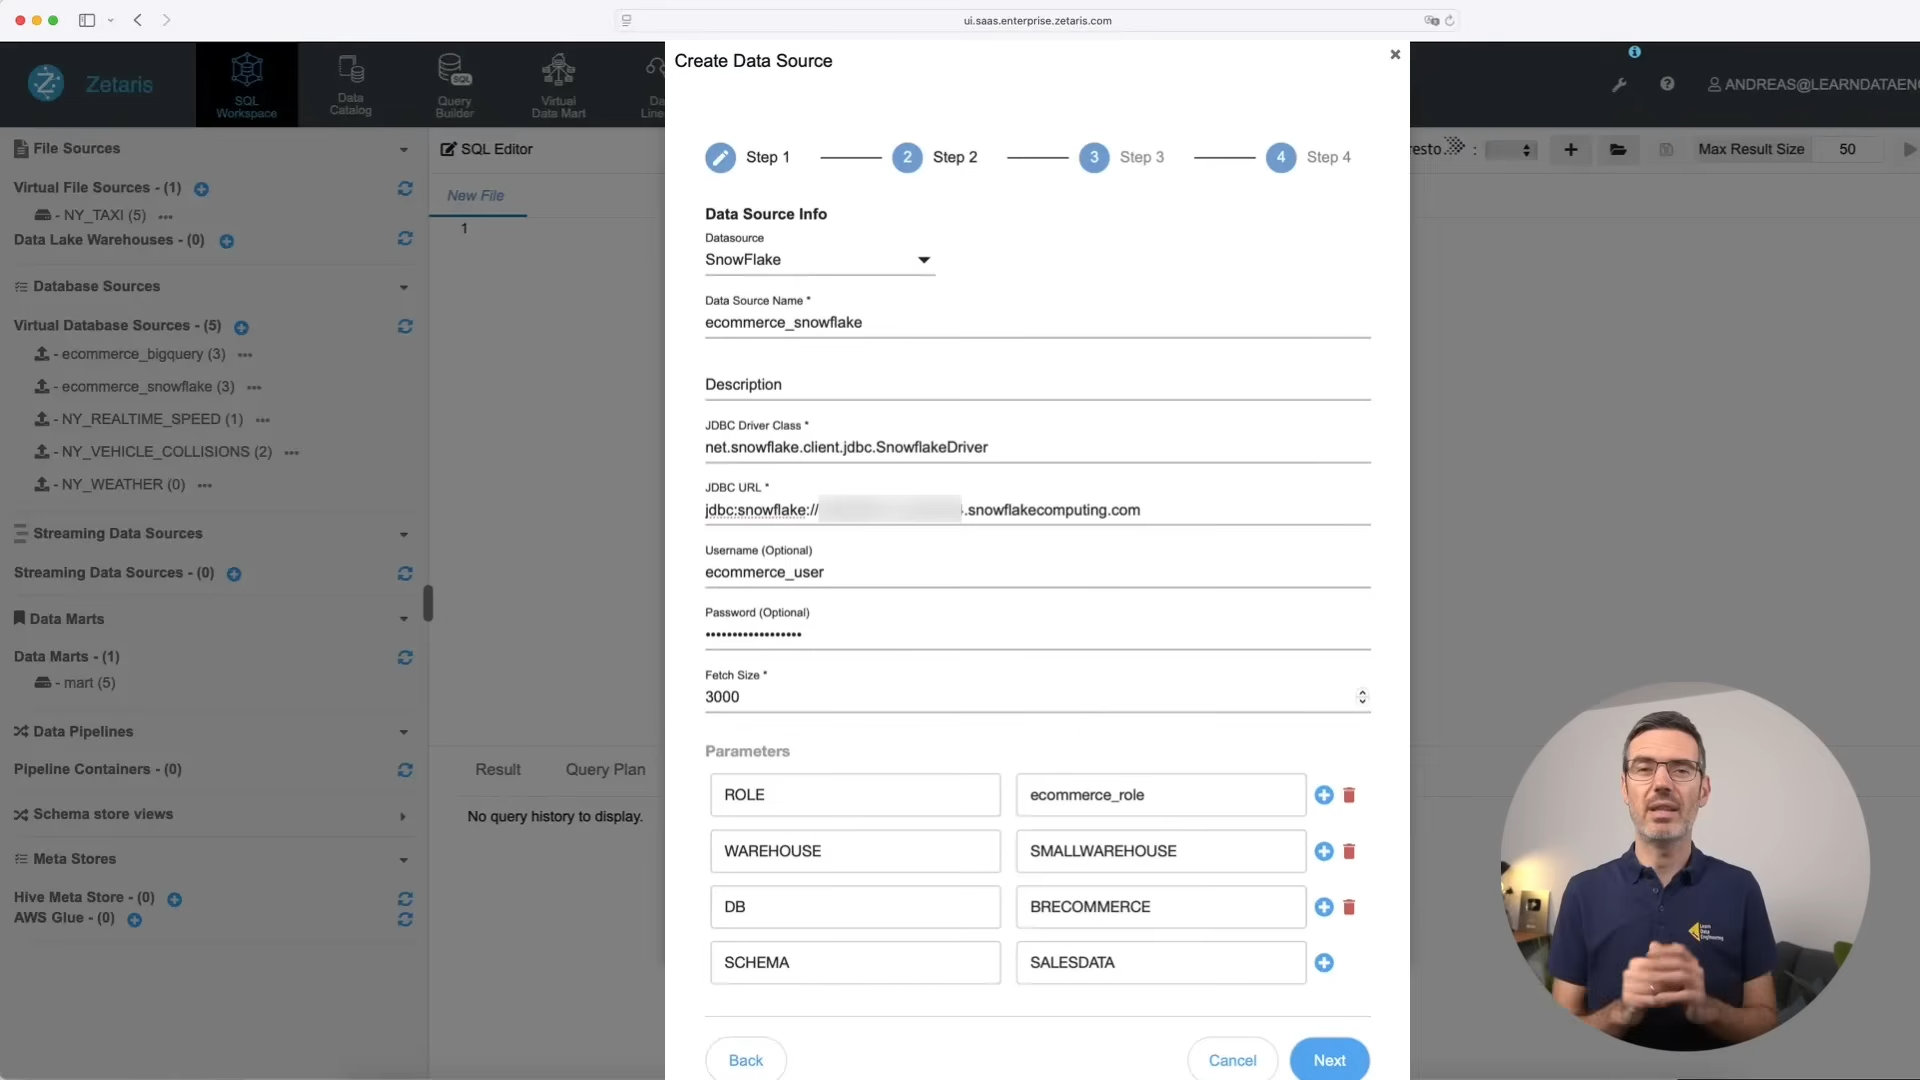 ui.saas.enterprise.zetaris.com
Zetaris
SQL
Workspace
Data
Catalog
Query
Builder
Virtual
Data Mart
ANDREAS@LEARNDATAEN
File Sources
Virtual File Sources - (1)
- NY_TAXI (5)
Data Lake Warehouses - (0)
Database Sources
Virtual Database Sources - (5)
- ecommerce_bigquery (3)
- ecommerce_snowflake (3)
- NY_REALTIME_SPEED (1)
- NY_VEHICLE_COLLISIONS (2)
- NY_WEATHER (0)
Streaming Data Sources
Streaming Data Sources - (0)
Data Marts
Data Marts - (1)
- mart (5)
Data Pipelines
Pipeline Containers - (0)
Schema store views
Meta Stores
Hive Meta Store - (0)
AWS Glue - (0)
SQL Editor
New File
1
Result Query Plan
No query history to display.
Create Data Source
Step 1
2 Step 2
3 Step 3
4 Step 4
Data Source Info
Datasource
SnowFlake
Data Source Name *
ecommerce_snowflake
Description
JDBC Driver Class *
net.snowflake.client.jdbc.SnowflakeDriver
JDBC URL *
jdbc:snowflake:// .snowflakecomputing.com
Username (Optional)
ecommerce_user
Password (Optional)
••••••••••••••••••
Fetch Size *
3000
Parameters
ROLE ecommerce_role
WAREHOUSE SMALLWAREHOUSE
DB BRECOMMERCE
SCHEMA SALESDATA
Back Cancel Next
resto :
Max Result Size 50
Learn
Data
Engineering